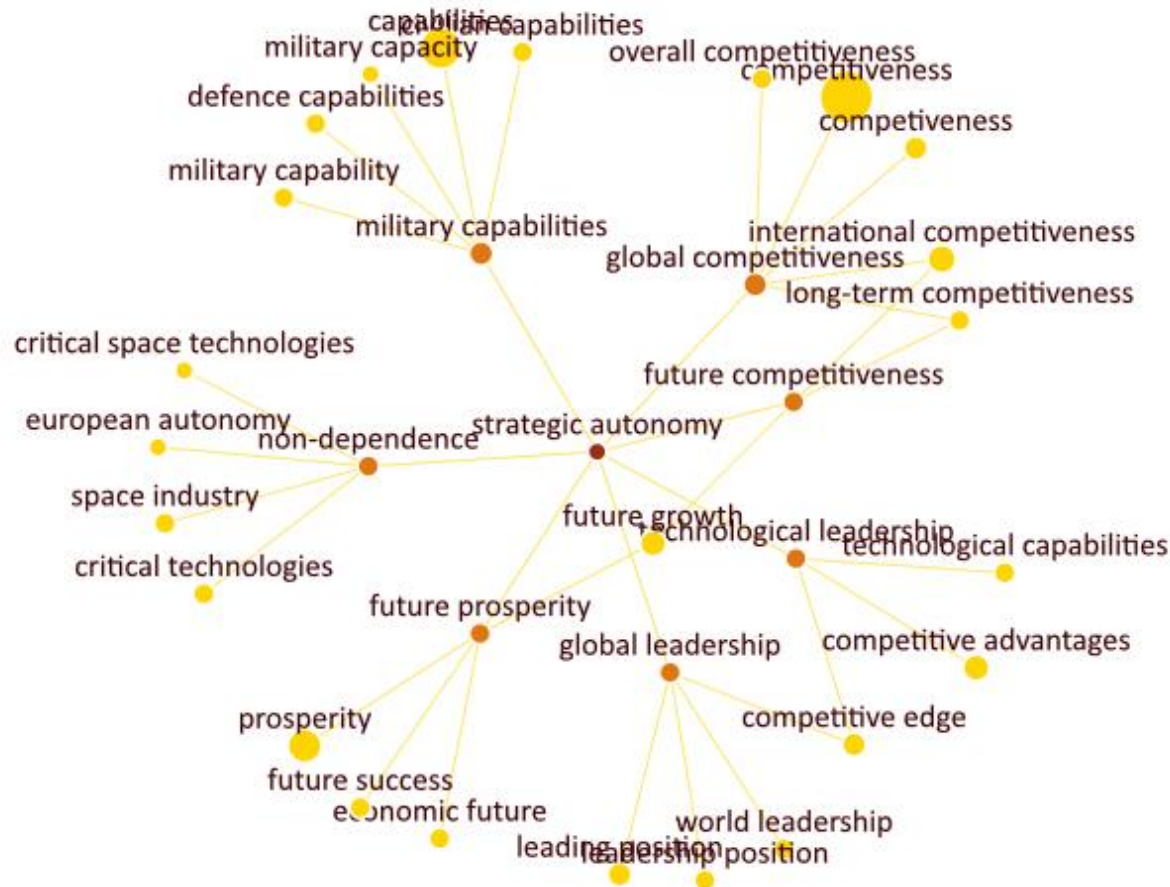 capabilities
civilian capabilities
military capacity
overall competitiveness
competitiveness
defence capabilities
competiveness
military capability
military capabilities
international competitiveness
global competitiveness
long-term competitiveness
critical space technologies
future competitiveness
european autonomy
strategic autonomy
non-dependence
space industry
future growth
technological leadership
technological capabilities
critical technologies
future prosperity
global leadership
competitive advantages
prosperity
competitive edge
future success
economic future
world leadership
leading position
leadership position